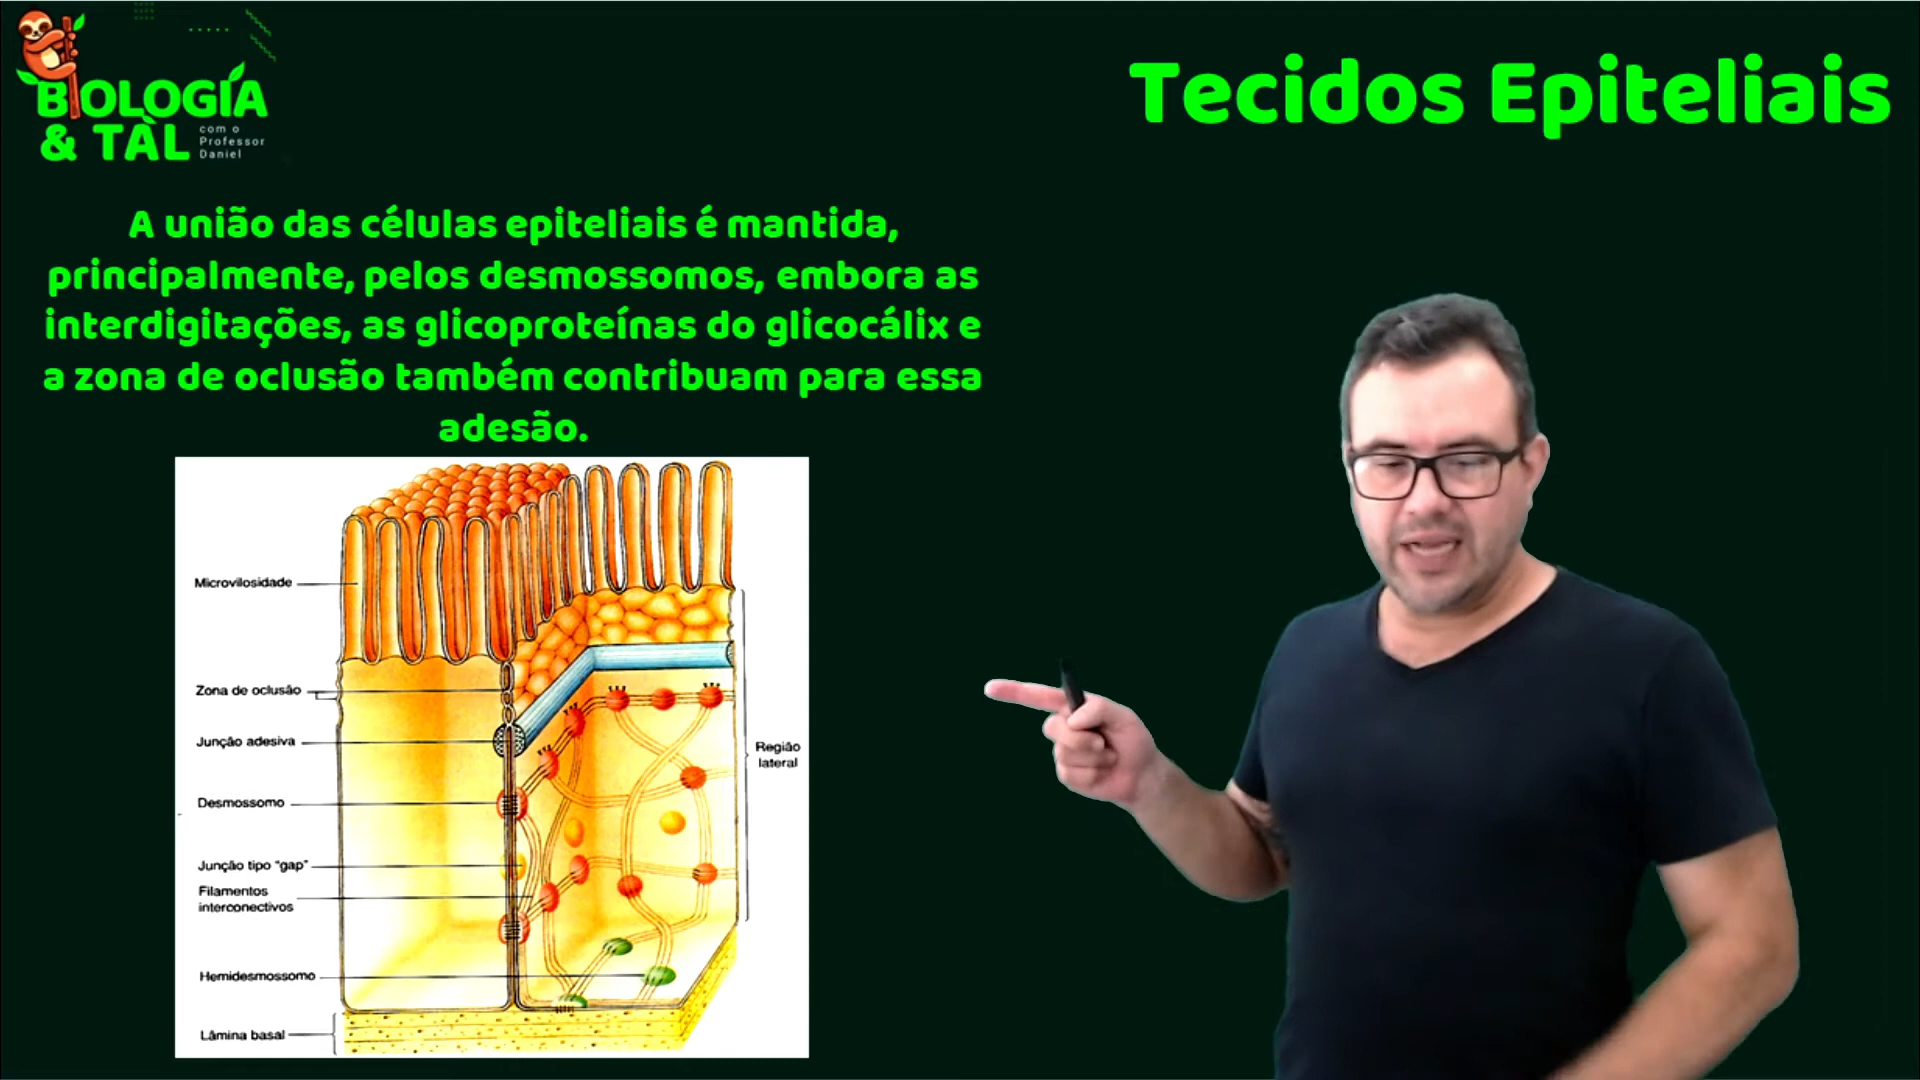 BIOLOGIA
& TAL
com o
Professor
Daniel
Tecidos Epiteliais
A união das células epiteliais é mantida,
principalmente, pelos desmossomos, embora as
interdigitações, as glicoproteínas do glicocálix e
a zona de oclusão também contribuam para essa
adesão.
Microvilosidade
Zona de oclusão
Junção adesiva
Desmossomo
Junção tipo "gap"
Filamentos
interconectivos
Hemidesmossomo
Lâmina basal
Região
lateral